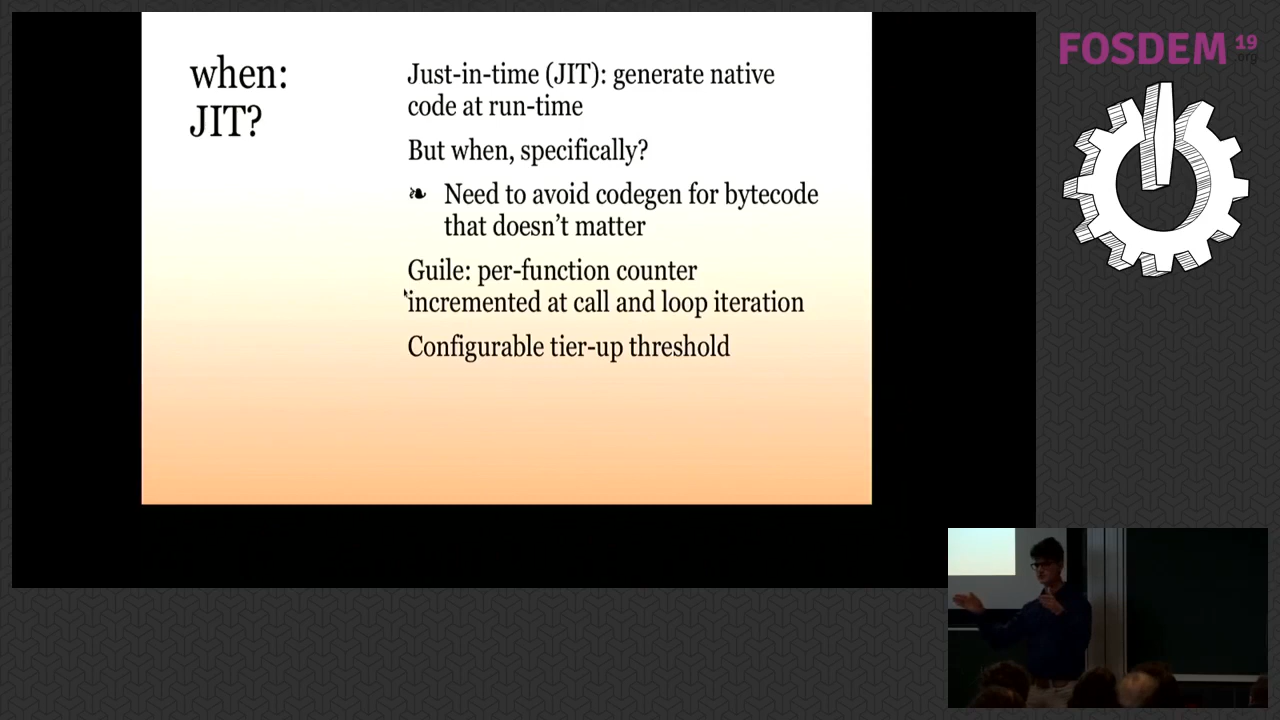 when:
JIT?
Just-in-time (JIT): generate native
code at run-time
But when, specifically?
❧ Need to avoid codegen for bytecode
that doesn’t matter
Guile: per-function counter
incremented at call and loop iteration
Configurable tier-up threshold
FOSDEM 19
.org